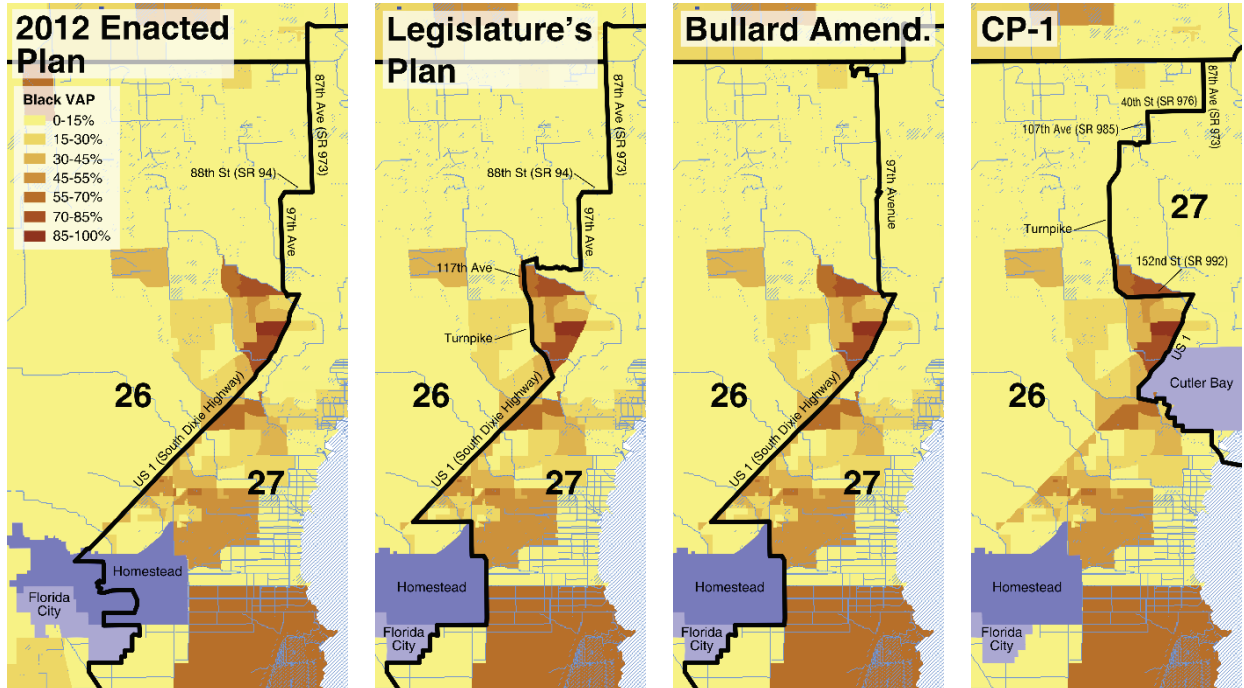 2012 Enacted
Plan
Black VAP
0-15%
15-30%
30-45%
45-55%
55-70%
70-85%
85-100%
87th Ave (SR 973)
88th St (SR 94)
97th Ave
26
US 1 (South Dixie Highway)
27
Homestead
Florida
City
Legislature's
Plan
87th Ave (SR 973)
88th St (SR 94)
97th Ave
117th Ave
Turnpike
26
US 1 (South Dixie Highway)
27
Homestead
Florida
City
Bullard Amend.
97th Avenue
26
US 1 (South Dixie Highway)
27
Homestead
Florida
City
CP-1
87th Ave (SR 973)
40th St (SR 976)
107th Ave (SR 985)
27
Turnpike
152nd St (SR 992)
US 1
Cutler Bay
26
Homestead
Florida
City